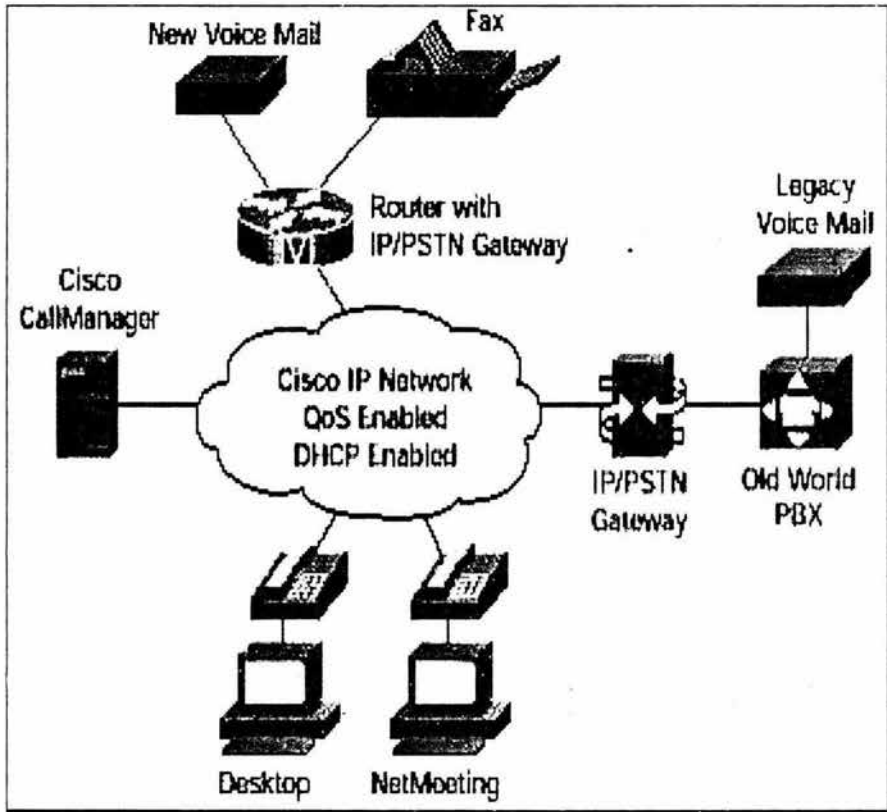 New Voice Mail
Fax
Router with
IP/PSTN Gateway
Legacy
Voice Mail
Cisco
CallManager
Cisco IP Network
QoS Enabled
DHCP Enabled
IP/PSTN
Gateway
Old World
PBX
Desktop
NetMeeting